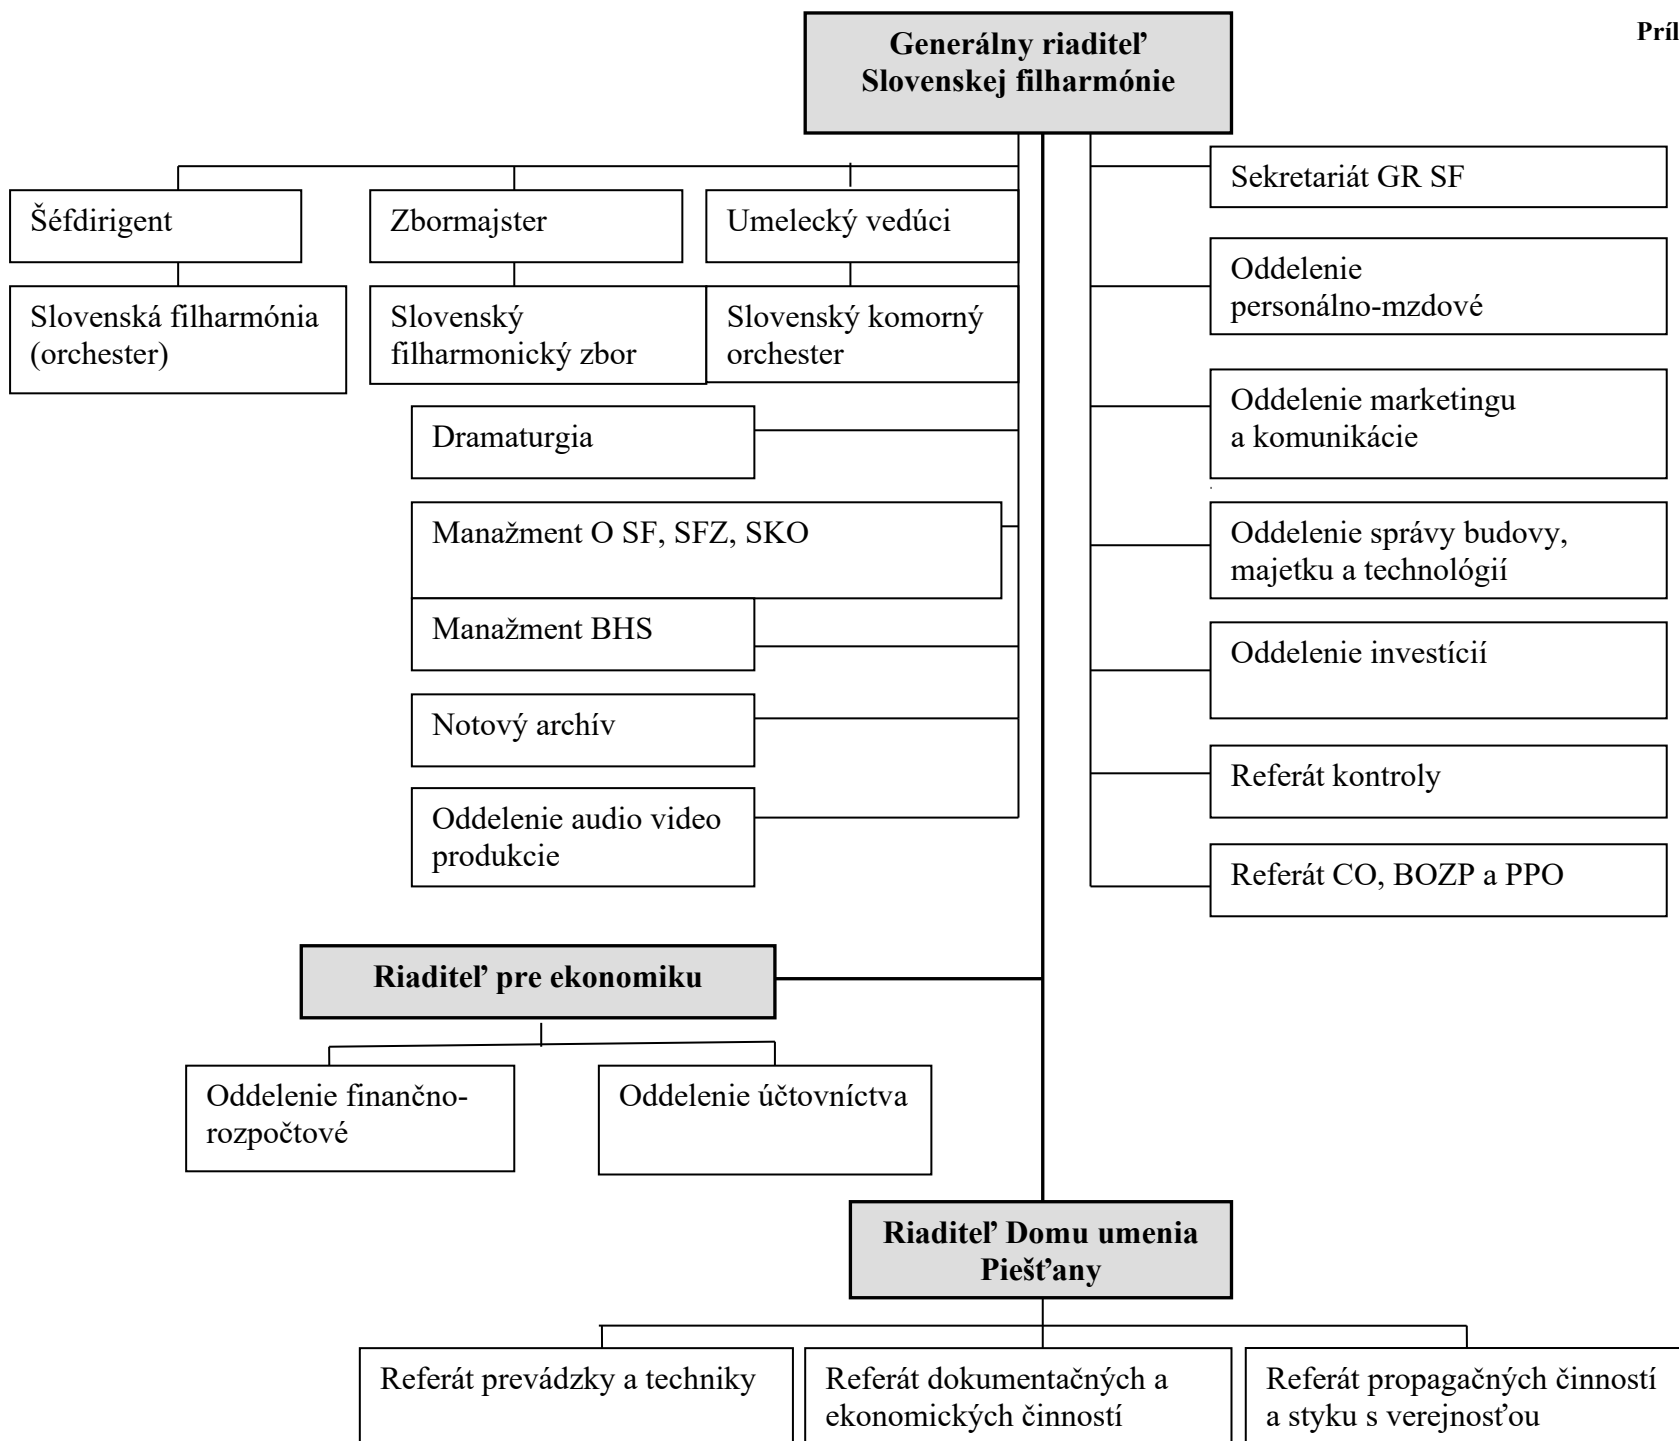 Príl
Generálny riaditeľ
Slovenskej filharmónie
Sekretariát GR SF
Šéfdirigent
Zbormajster
Umelecký vedúci
Oddelenie
personálno-mzdové
Slovenská filharmónia
(orchester)
Slovenský
filharmonický zbor
Slovenský komorný
orchester
Oddelenie marketingu
a komunikácie
Dramaturgia
Manažment O SF, SFZ, SKO
Oddelenie správy budovy,
majetku a technológií
Manažment BHS
Oddelenie investícií
Notový archív
Referát kontroly
Oddelenie audio video
produkcie
Referát CO, BOZP a PPO
Riaditeľ pre ekonomiku
Oddelenie finančno-
rozpočtové
Oddelenie účtovníctva
Riaditeľ Domu umenia
Piešťany
Referát prevádzky a techniky
Referát dokumentačných a
ekonomických činností
Referát propagačných činností
a styku s verejnosťou